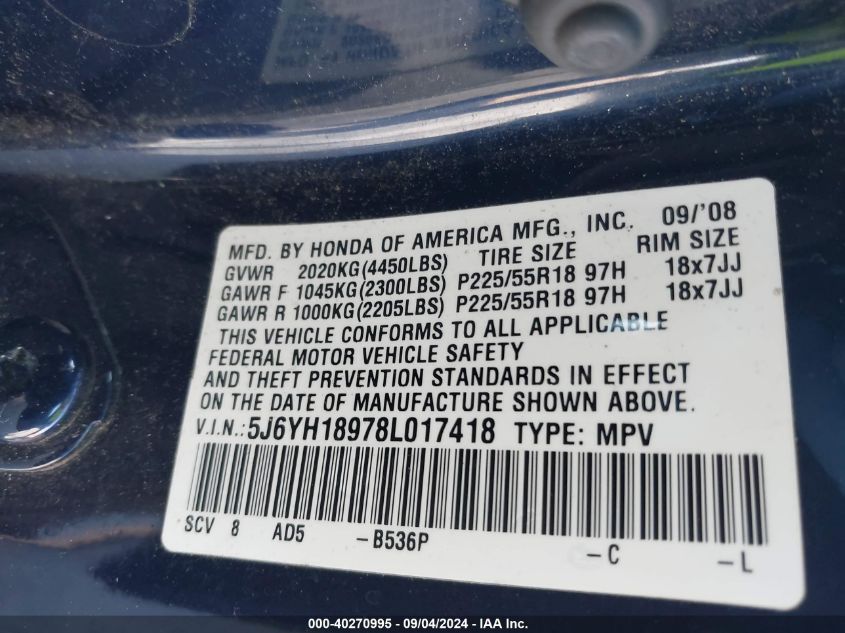 MFD. BY HONDA OF AMERICA MFG., INC. 09/'08
GVWR 2020KG(4450LBS) TIRE SIZE RIM SIZE
GAWR F 1045KG(2300LBS) P225/55R18 97H 18x7JJ
GAWR R 1000KG(2205LBS) P225/55R18 97H 18x7JJ
THIS VEHICLE CONFORMS TO ALL APPLICABLE
FEDERAL MOTOR VEHICLE SAFETY
AND THEFT PREVENTION STANDARDS IN EFFECT
ON THE DATE OF MANUFACTURE SHOWN ABOVE.
V.I.N.:5J6YH18978L017418 TYPE: MPV
SCV 8 AD5 -B536P -C -L
000-40270995 - 09/04/2024 - IAA Inc.